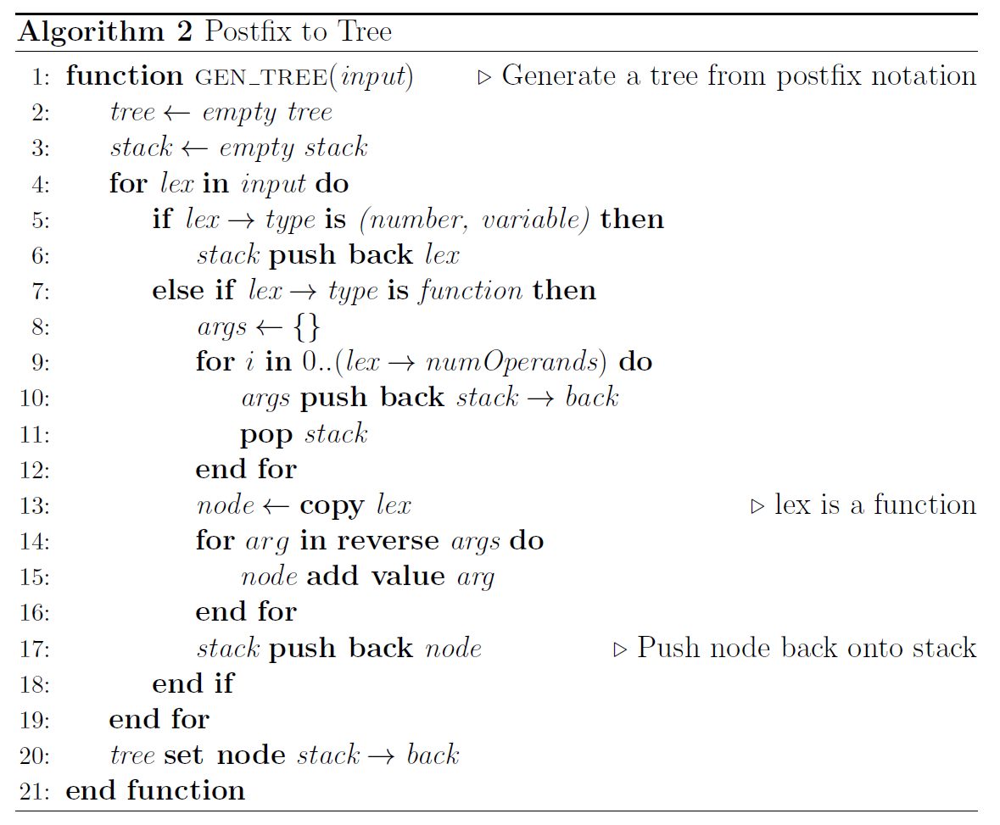 Algorithm 2 Postfix to Tree
1: function GEN_TREE(input) ▷ Generate a tree from postfix notation
2: tree ← empty tree
3: stack ← empty stack
4: for lex in input do
5: if lex → type is (number, variable) then
6: stack push back lex
7: else if lex → type is function then
8: args ← {}
9: for i in 0..(lex → numOperands) do
10: args push back stack → back
11: pop stack
12: end for
13: node ← copy lex ▷ lex is a function
14: for arg in reverse args do
15: node add value arg
16: end for
17: stack push back node ▷ Push node back onto stack
18: end if
19: end for
20: tree set node stack → back
21: end function